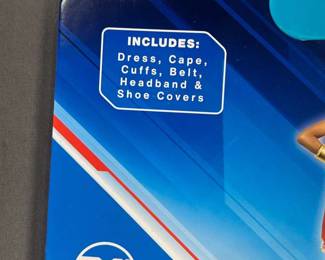 INCLUDES:
Dress, Cape,
Cuffs, Belt,
Headband &
Shoe Covers